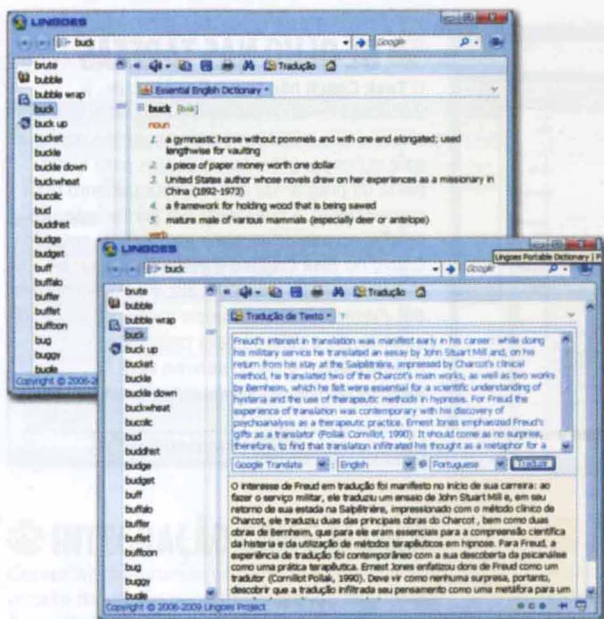 LINGOES
buck
Google
brute
bubble
bubble wrap
buck
buck up
bucket
buckle
buckle down
buckwheat
bucolic
bud
buddhist
budge
budget
buff
buffalo
buffer
buffet
buffoon
bug
buggy
bugle
Tradução
Essential English Dictionary
buck
noun
1. a gymnastic horse without pommels and with one end elongated; used
lengthwise for vaulting
2. a piece of paper money worth one dollar
3. United States author whose novels drew on her experiences as a missionary in
China (1892-1973)
4. a framework for holding wood that is being sawed
5. mature male of various mammals (especially deer or antelope)
verb
Copyright © 2006-2
LINGOES
Lingoes Portable Dictionary | P
buck
Google
brute
bubble
bubble wrap
buck
buck up
bucket
buckle
buckle down
buckwheat
bucolic
bud
buddhist
budge
budget
buff
buffalo
buffer
buffet
buffoon
bug
buggy
bugle
Tradução
Tradução de Texto
Freud's interest in translation was manifest early in his career: while doing
his military service he translated an essay by John Stuart Mill and, on his
return from his stay at the Salpêtrière, impressed by Charcot's clinical
method, he translated two of the Charcot's main works, as well as two works
by Bernheim, which he felt were essential for a scientific understanding of
hysteria and the use of therapeutic methods in hypnosis. For Freud the
experience of translation was contemporary with his discovery of
psychoanalysis as a therapeutic practice. Ernest Jones emphasized Freud's
gifts as a translator (Pollak Cornillot, 1990). It should come as no surprise,
therefore, to find that translation infiltrated his thought as a metaphor for a
Google Translate English Portuguese Traduzir
O interesse de Freud em tradução foi manifesto no início de sua carreira: ao
fazer o serviço militar, ele traduziu um ensaio de John Stuart Mill e, em seu
retorno de sua estada na Salpêtrière, impressionado com o método clínico de
Charcot, ele traduziu duas das principais obras do Charcot , bem como duas
obras de Bernheim, que para ele eram essenciais para a compreensão científica
da histeria e da utilização de métodos terapêuticos em hipnose. Para Freud, a
experiência de tradução foi contemporâneo com a sua descoberta da psicanálise
como uma prática terapêutica. Ernest Jones enfatizou dons de Freud como um
tradutor (Cornillot Pollak, 1990). Deve vir como nenhuma surpresa, portanto,
descobrir que a tradução infiltrada seu pensamento como uma metáfora para um
Copyright © 2006-2009 Lingoes Project